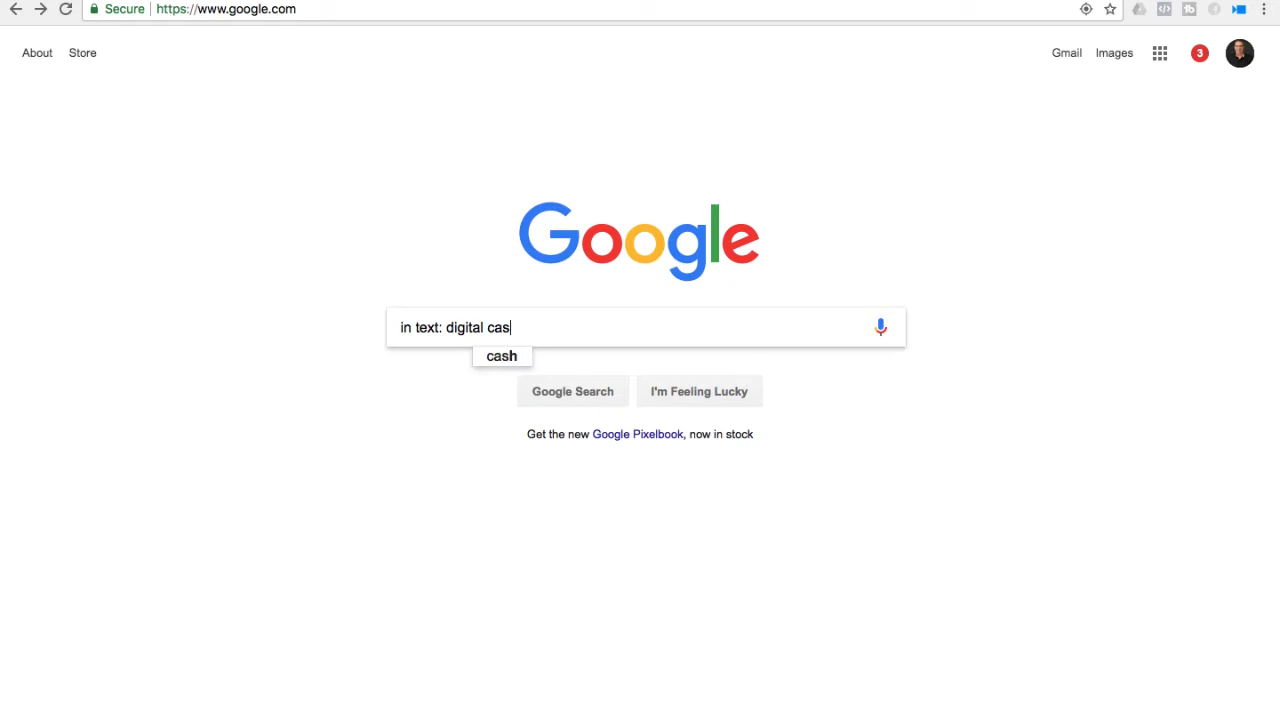 Secure https://www.google.com
About Store Gmail Images 3
Google
in text: digital cas
cash
Google Search I'm Feeling Lucky
Get the new Google Pixelbook, now in stock